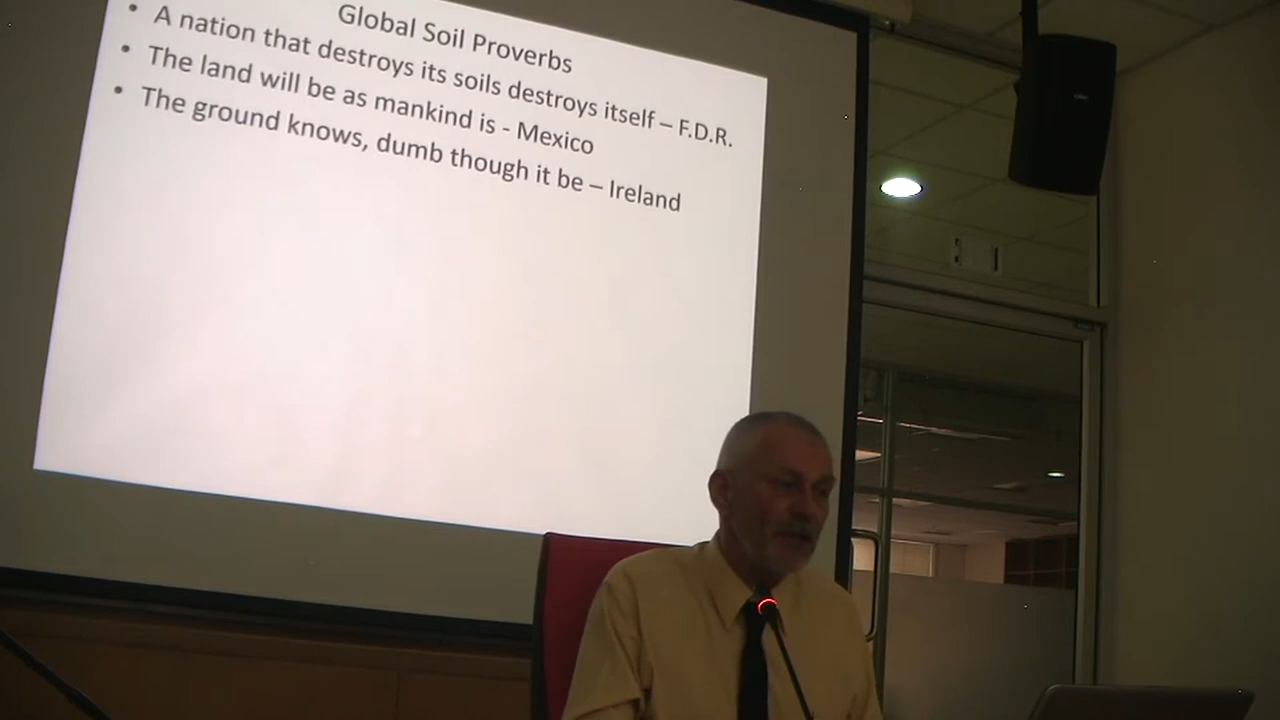 Global Soil Proverbs
• A nation that destroys its soils destroys itself – F.D.R.
• The land will be as mankind is - Mexico
• The ground knows, dumb though it be – Ireland